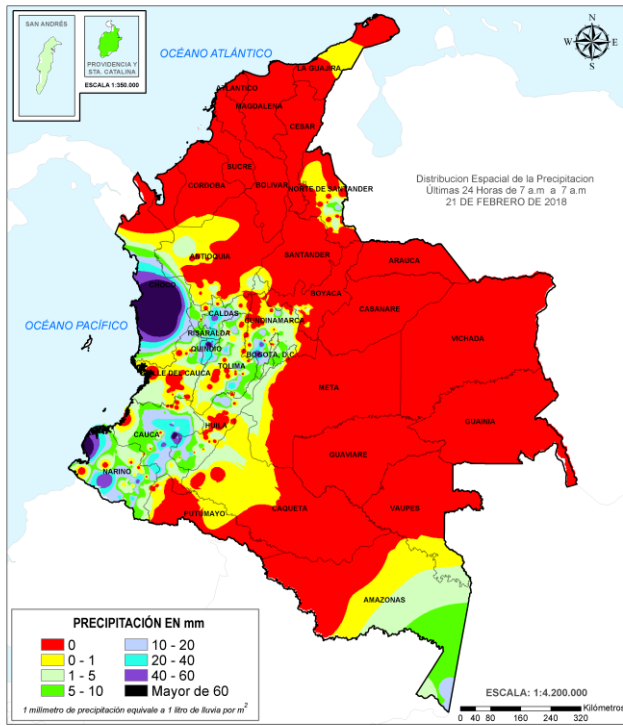 SAN ANDRÉS
PROVIDENCIA Y
STA. CATALINA
ESCALA 1:350.000
OCÉANO ATLÁNTICO
N
W
E
S
LA GUAJIRA
ATLANTICO
MAGDALENA
CESAR
Distribucion Espacial de la Precipitacion
Últimas 24 Horas de 7 a.m a 7 a.m
21 DE FEBRERO DE 2018
SUCRE
CORDOBA
BOLIVAR
NORTE DE SANTANDER
ANTIOQUIA
SANTANDER
ARAUCA
CHOCO
BOYACA
CASANARE
OCÉANO PACÍFICO
CALDAS
CUNDINAMARCA
RISARALDA
VICHADA
QUINDIO
BOGOTA, D.C.
TOLIMA
VALLE DEL CAUCA
META
GUAINIA
HUILA
CAUCA
GUAVIARE
NARIÑO
CAQUETA
VAUPES
PUTUMAYO
AMAZONAS
PRECIPITACIÓN EN mm
0
10 - 20
0 - 1
20 - 40
1 - 5
40 - 60
5 - 10
Mayor de 60
1 milimetro de precipitación equivale a 1 litro de lluvia por m²
ESCALA: 1:4.200.000
Kilómetros
0 40 80 160 240 320